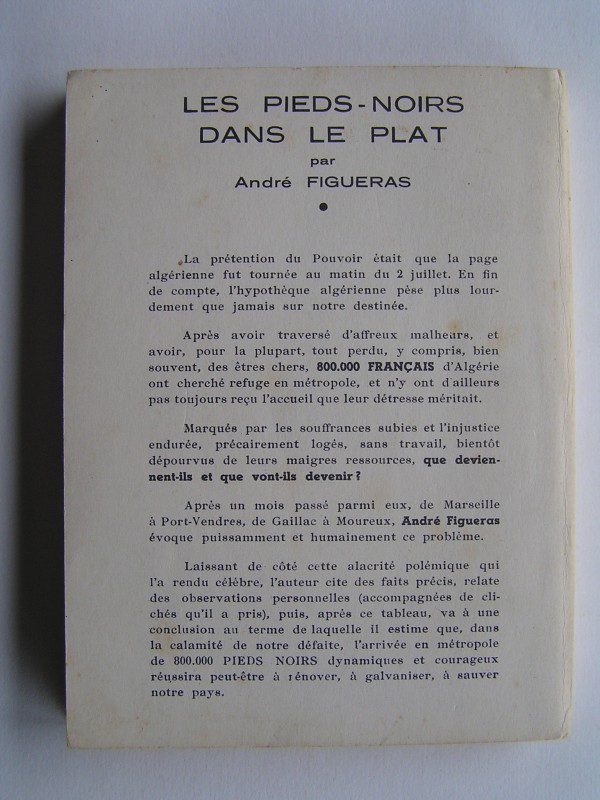 LES PIEDS-NOIRS
DANS LE PLAT
par
André FIGUERAS
●
La prétention du Pouvoir était que la page
algérienne fut tournée au matin du 2 juillet. En fin
de compte, l'hypothèque algérienne pèse plus lour-
dement que jamais sur notre destinée.
Après avoir traversé d'affreux malheurs, et
avoir, pour la plupart, tout perdu, y compris, bien
souvent, des êtres chers, 800.000 FRANÇAIS d'Algérie
ont cherché refuge en métropole, et n'y ont d'ailleurs
pas toujours reçu l'accueil que leur détresse méritait.
Marqués par les souffrances subies et l'injustice
endurée, précairement logés, sans travail, bientôt
dépourvus de leurs maigres ressources, que devien-
nent-ils et que vont-ils devenir ?
Après un mois passé parmi eux, de Marseille
à Port-Vendres, de Gaillac à Moureux, André Figueras
évoque puissamment et humainement ce problème.
Laissant de côté cette alacrité polémique qui
l'a rendu célèbre, l'auteur cite des faits précis, relate
des observations personnelles (accompagnées de cli-
chés qu'il a pris), puis, après ce tableau, va à une
conclusion au terme de laquelle il estime que, dans
la calamité de notre défaite, l'arrivée en métropole
de 800.000 PIEDS NOIRS dynamiques et courageux
réussira peut-être à rénover, à galvaniser, à sauver
notre pays.